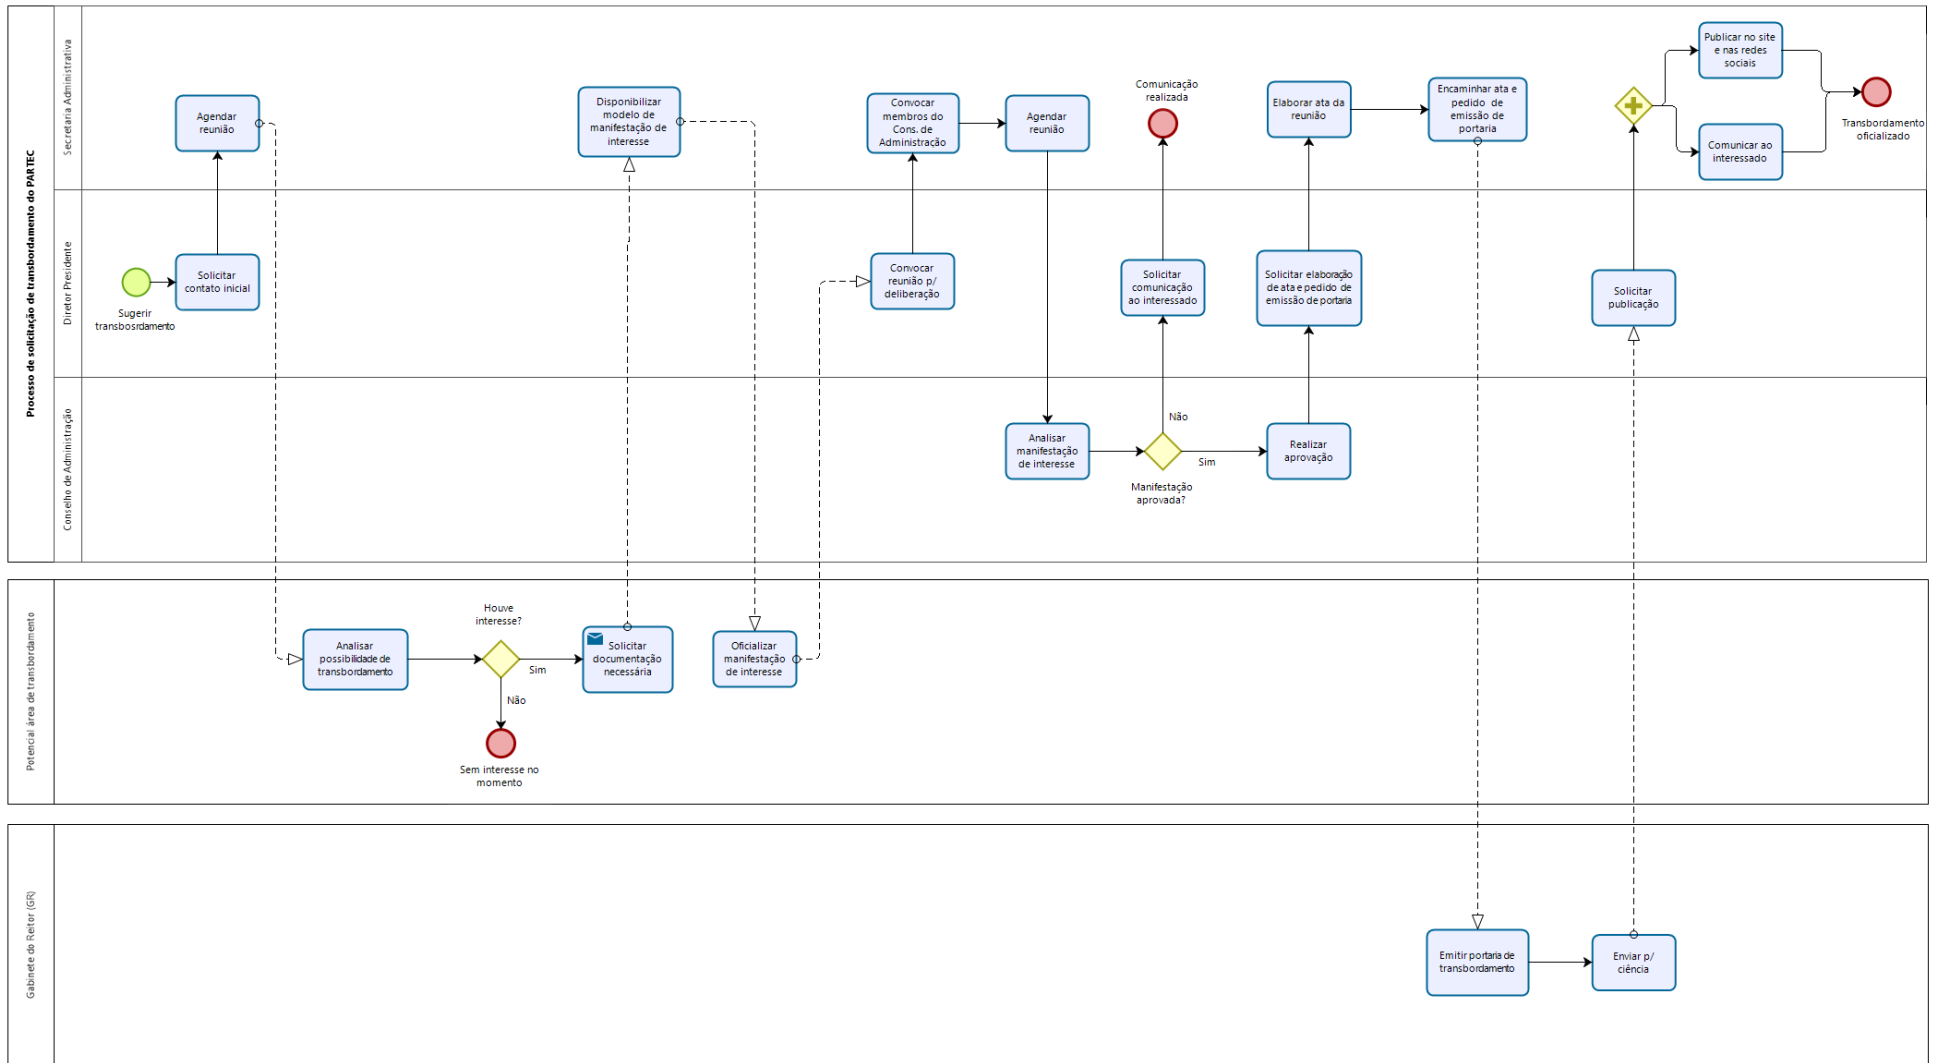 Processo de solicitação de transbordamento do PARTEC
Secretaria Administrativa
Agendar
reunião
Disponibilizar
modelo de
manifestação de
interesse
Convocar
membros do
Cons. de
Administração
Agendar
reunião
Comunicação
realizada
Elaborar ata da
reunião
Encaminhar ata e
pedido de
emissão de
portaria
Publicar no site
e nas redes
sociais
Comunicar ao
interessado
Transbordamento
oficializado
Diretor Presidente
Sugerir
transbosrdamento
Solicitar
contato inicial
Convocar
reunião p/
deliberação
Solicitar
comunicação
ao interessado
Solicitar elaboração
de ata e pedido de
emissão de portaria
Solicitar
publicação
Conselho de Administração
Analisar
manifestação
de interesse
Não
Sim
Manifestação
aprovada?
Realizar
aprovação
Potencial área de transbordamento
Analisar
possibilidade de
transbordamento
Houve
interesse?
Sim
Não
Sem interesse no
momento
Solicitar
documentação
necessária
Oficializar
manifestação
de interesse
Gabinete do Reitor (GR)
Emitir portaria de
transbordamento
Enviar p/
ciência